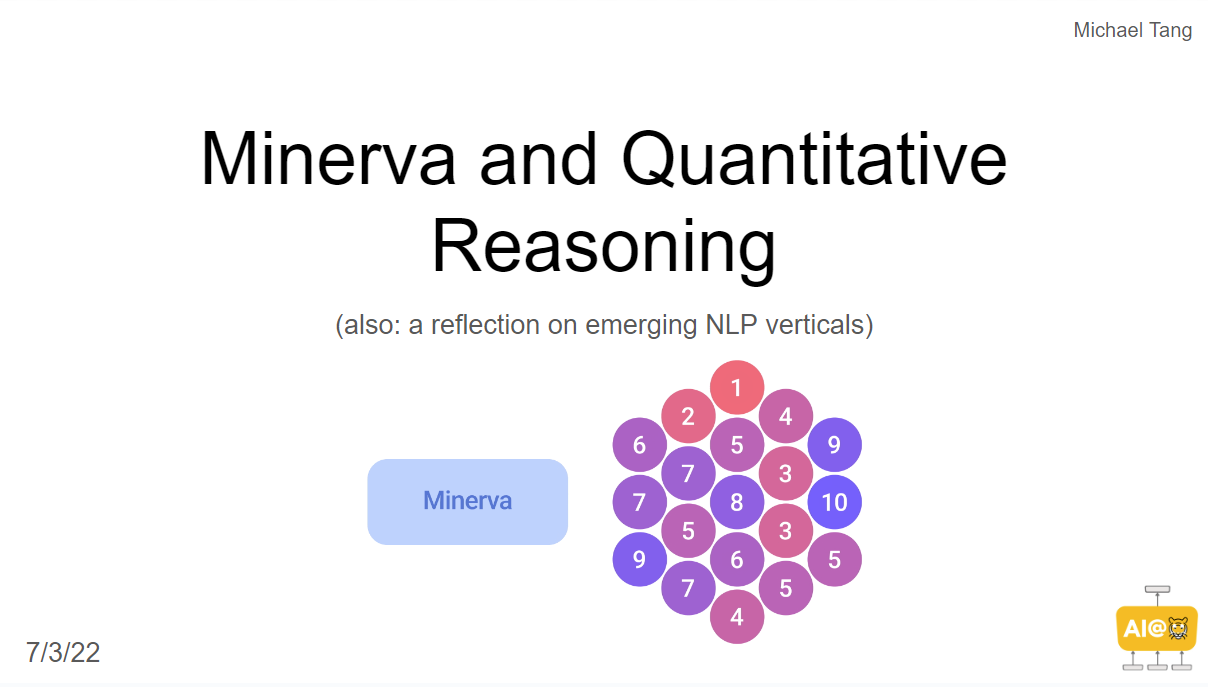 Michael Tang
Minerva and Quantitative
Reasoning
(also: a reflection on emerging NLP verticals)
Minerva
1
2 4
6 5 9
7 3
7 8 10
5 3
9 6 5
7 5
4
7/3/22
AI@